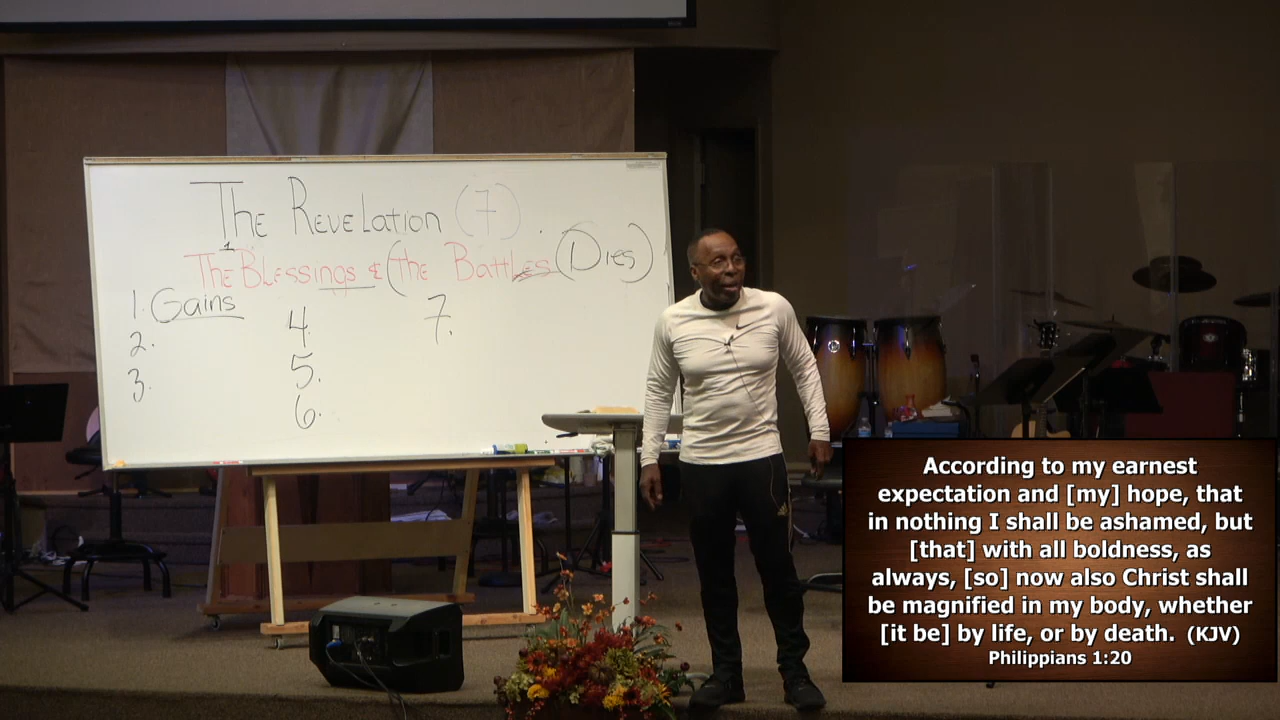 The Revelation (7)
1
The Blessings & (the Battles (Dies)
1. Gains
2.
3.
4.
5.
6.
7.
According to my earnest
expectation and [my] hope, that
in nothing I shall be ashamed, but
[that] with all boldness, as
always, [so] now also Christ shall
be magnified in my body, whether
[it be] by life, or by death. (KJV)
Philippians 1:20